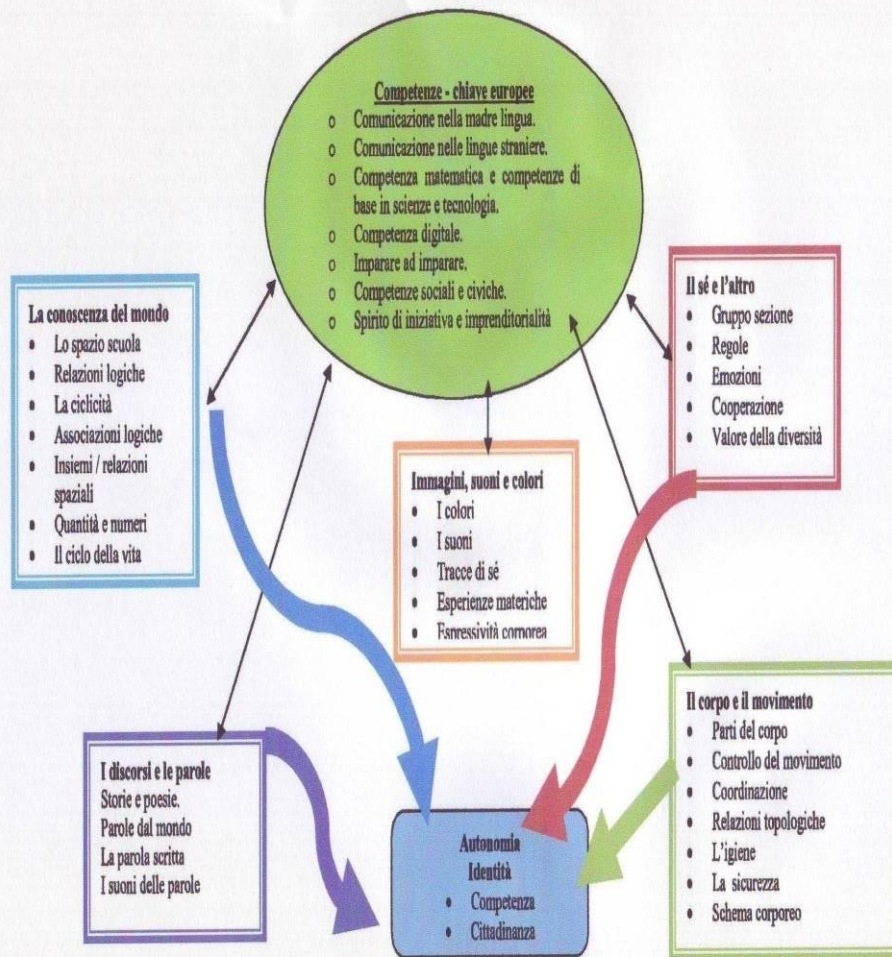 Competenze - chiave europee
o Comunicazione nella madre lingua.
o Comunicazione nelle lingue straniere.
o Competenza matematica e competenze di
base in scienze e tecnologia.
o Competenza digitale.
o Imparare ad imparare.
o Competenze sociali e civiche.
o Spirito di iniziativa e imprenditorialità
La conoscenza del mondo
• Lo spazio scuola
• Relazioni logiche
• La ciclicità
• Associazioni logiche
• Insiemi / relazioni
spaziali
• Quantità e numeri
• Il ciclo della vita
Il sé e l'altro
• Gruppo sezione
• Regole
• Emozioni
• Cooperazione
• Valore della diversità
Immagini, suoni e colori
• I colori
• I suoni
• Tracce di sé
• Esperienze materiche
• Espressività corporea
I discorsi e le parole
Storie e poesie.
Parole dal mondo
La parola scritta
I suoni delle parole
Il corpo e il movimento
• Parti del corpo
• Controllo del movimento
• Coordinazione
• Relazioni topologiche
• L'igiene
• La sicurezza
• Schema corporeo
Autonomia
Identità
• Competenza
• Cittadinanza